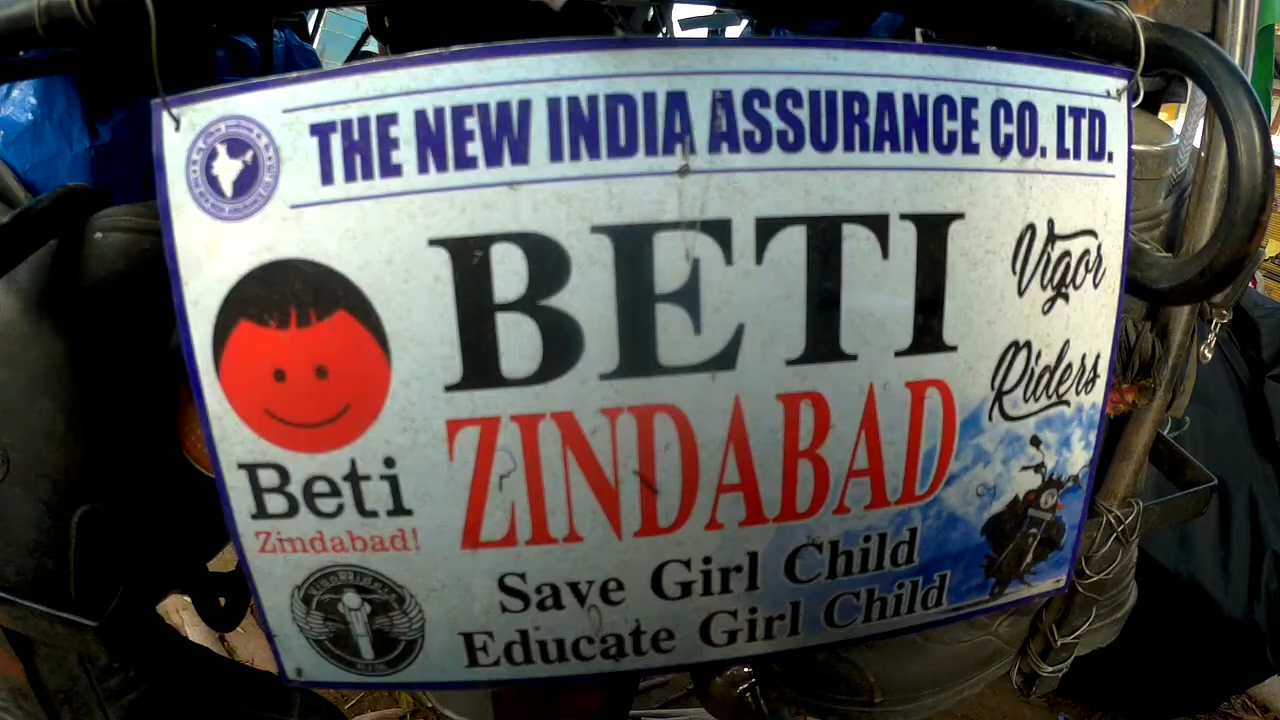 THE NEW INDIA ASSURANCE CO. LTD.
BETI
ZINDABAD
Vigor
Riders
Beti
Zindabad!
Save Girl Child
Educate Girl Child